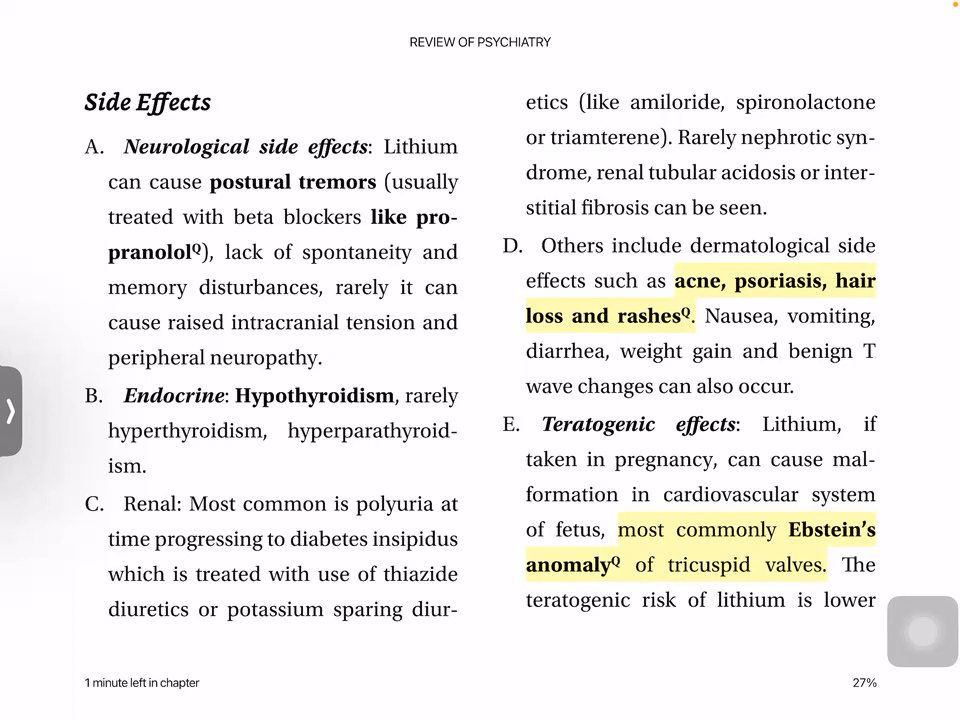 REVIEW OF PSYCHIATRY
Side Effects
A. Neurological side effects: Lithium
can cause postural tremors (usually
treated with beta blockers like pro-
pranololQ), lack of spontaneity and
memory disturbances, rarely it can
cause raised intracranial tension and
peripheral neuropathy.
B. Endocrine: Hypothyroidism, rarely
hyperthyroidism, hyperparathyroid-
ism.
C. Renal: Most common is polyuria at
time progressing to diabetes insipidus
which is treated with use of thiazide
diuretics or potassium sparing diur-
etics (like amiloride, spironolactone
or triamterene). Rarely nephrotic syn-
drome, renal tubular acidosis or inter-
stitial fibrosis can be seen.
D. Others include dermatological side
effects such as acne, psoriasis, hair
loss and rashesQ. Nausea, vomiting,
diarrhea, weight gain and benign T
wave changes can also occur.
E. Teratogenic effects: Lithium, if
taken in pregnancy, can cause mal-
formation in cardiovascular system
of fetus, most commonly Ebstein’s
anomalyQ of tricuspid valves. The
teratogenic risk of lithium is lower
1 minute left in chapter
27%